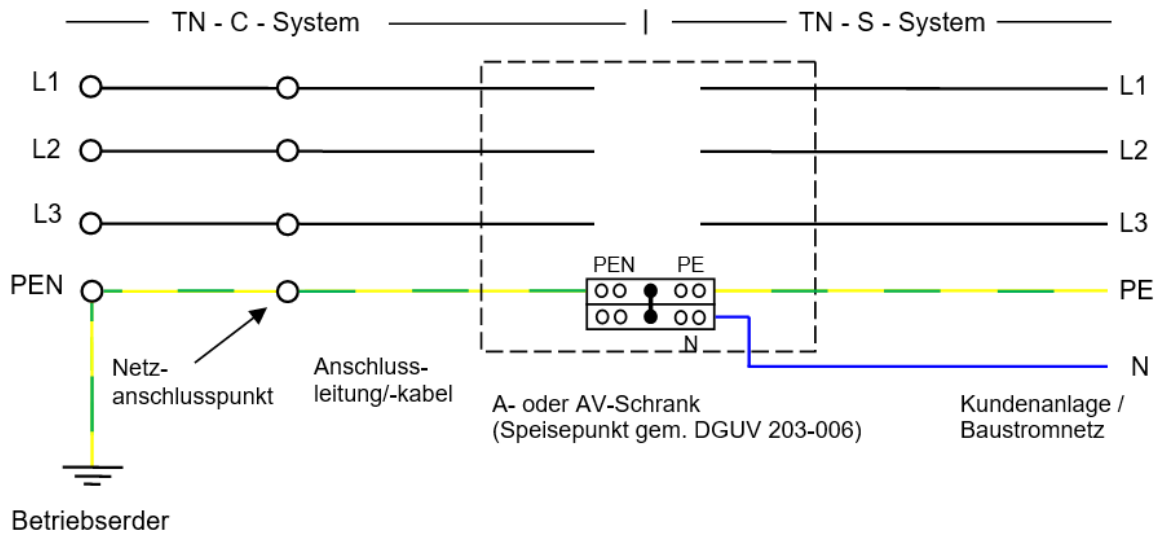 TN - C - System
TN - S - System
L1
L1
L2
L2
L3
L3
PEN
PEN
PE
PE
N
N
Netz-
anschlusspunkt
Anschluss-
leitung/-kabel
A- oder AV-Schrank
(Speisepunkt gem. DGUV 203-006)
Kundenanlage /
Baustromnetz
Betriebserder